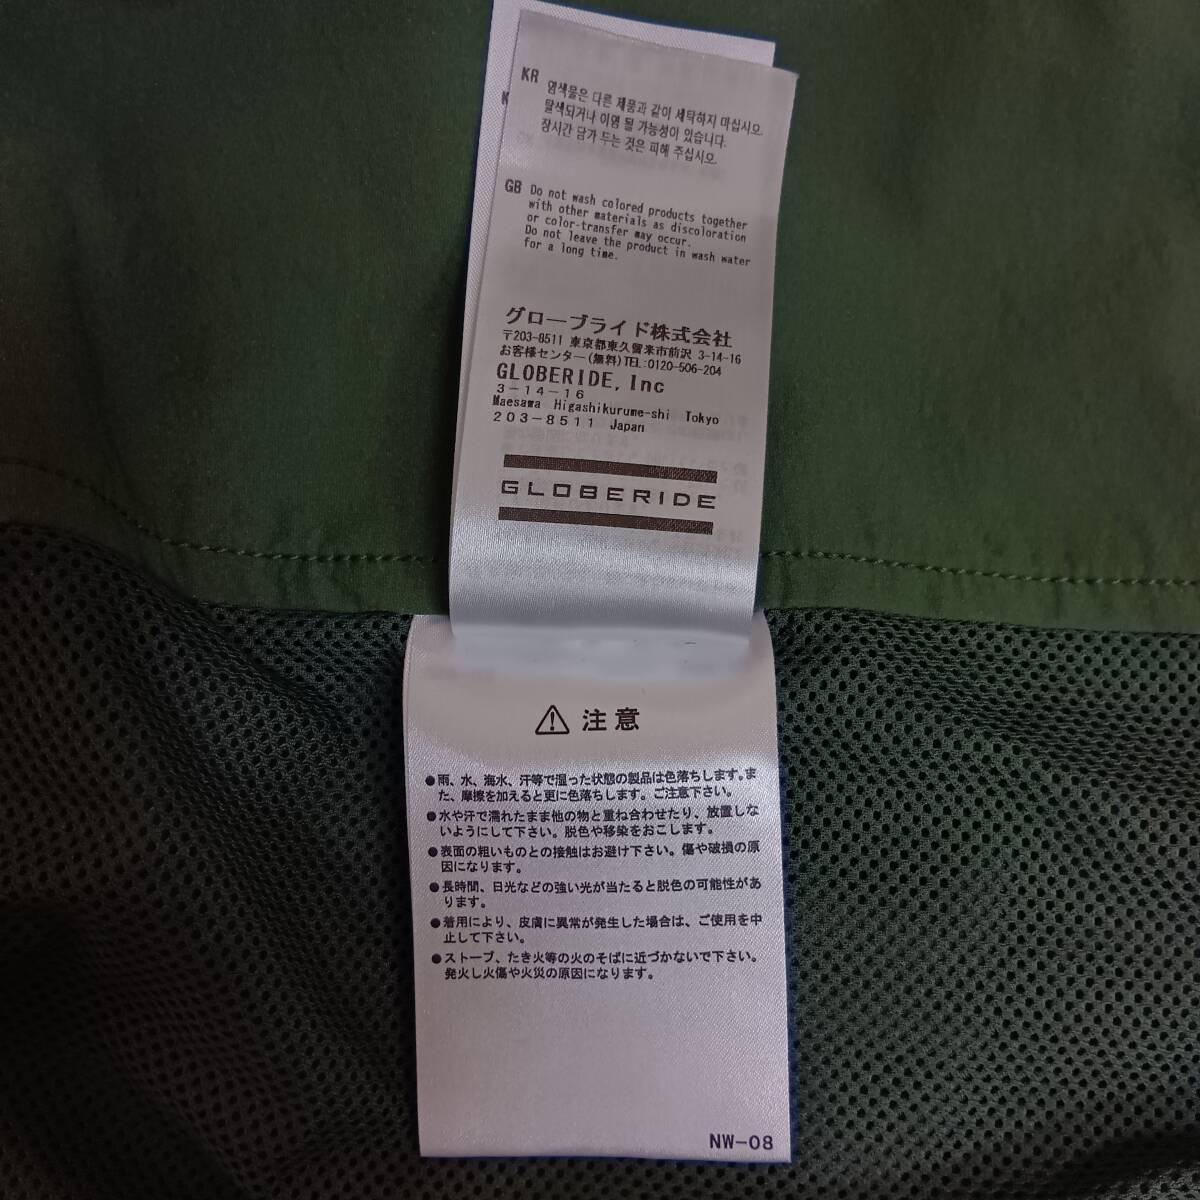 KR 염색물은 다른 제품과 같이 세탁하지 마십시오.
탈색되거나 이염 될 가능성이 있습니다.
장시간 담가 두는 것은 피해 주십시오.
GB Do not wash colored products together
with other materials as discoloration
or color-transfer may occur.
Do not leave the product in wash water
for a long time.
グローブライド株式会社
〒203-8511 東京都東久留米市前沢 3-14-16
お客様センター(無料)TEL:0120-506-204
GLOBERIDE, Inc
3-14-16
Maesawa Higashikurume-shi Tokyo
203-8511 Japan
GLOBERIDE
⚠ 注意
●雨、水、海水、汗等で湿った状態の製品は色落ちします。ま
た、摩擦を加えると更に色落ちします。ご注意下さい。
●水や汗で濡れたまま他の物と重ね合わせたり、放置しな
いようにして下さい。脱色や移染をおこします。
●表面の粗いものとの接触はお避け下さい。傷や破損の原
因になります。
●長時間、日光などの強い光が当たると脱色の可能性があ
ります。
●着用により、皮膚に異常が発生した場合は、ご使用を中
止して下さい。
●ストーブ、たき火等の火のそばに近づかないで下さい。
発火し火傷や火災の原因になります。
NW-08